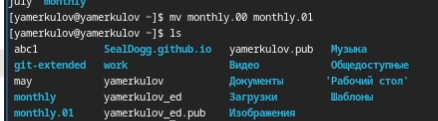 july monthly
[yamerkulov@yamerkulov ~]$ mv monthly.00 monthly.01
[yamerkulov@yamerkulov ~]$ ls
abc1 SealDogg.github.io yamerkulov.pub Музыка
git-extended work Видео Общедоступные
may yamerkulov Документы 'Рабочий стол'
monthly yamerkulov_ed Загрузки Шаблоны
monthly.01 yamerkulov_ed.pub Изображения